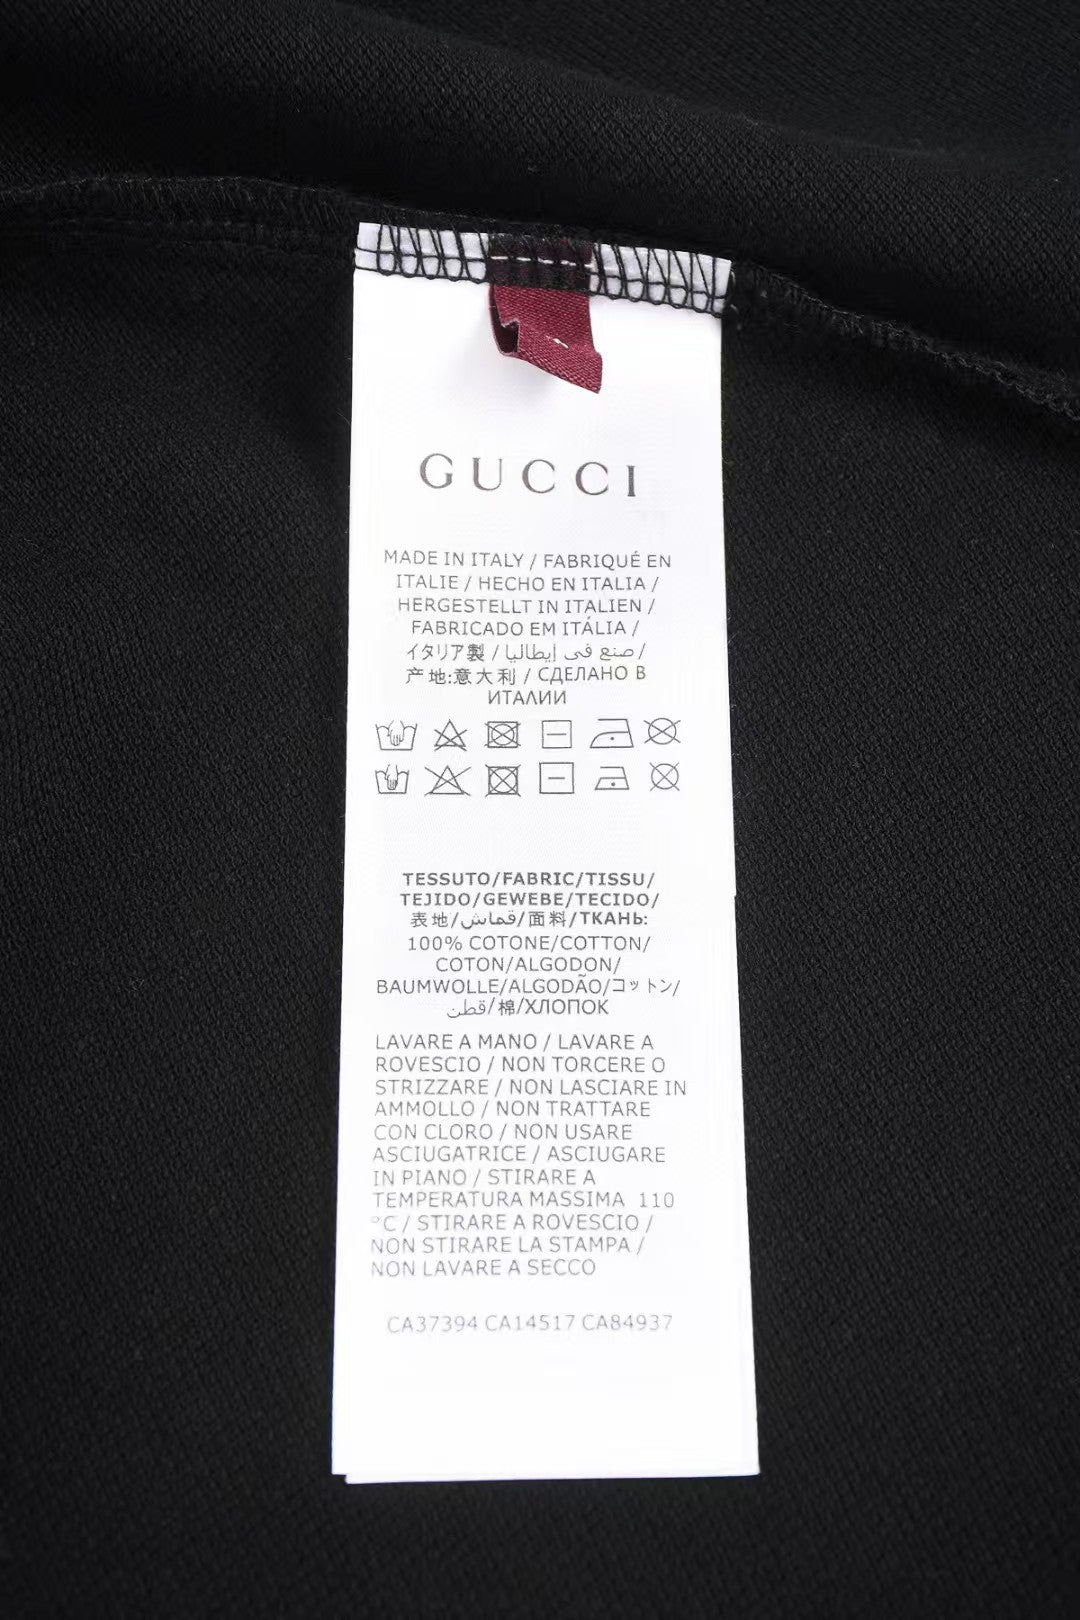 GUCCI
MADE IN ITALY / FABRIQUÉ EN
ITALIE / HECHO EN ITALIA /
HERGESTELLT IN ITALIEN /
FABRICADO EM ITÁLIA /
イタリア製 / صنع في إيطاليا /
产地:意大利 / СДЕЛАНО В
ИТАЛИИ
TESSUTO/FABRIC/TISSU/
TEJIDO/GEWEBE/TECIDO/
表地/قماش/面料/ТКАНЬ:
100% COTONE/COTTON/
COTON/ALGODON/
BAUMWOLLE/ALGODÃO/コットン/
قطن/棉/ХЛОПОК
LAVARE A MANO / LAVARE A
ROVESCIO / NON TORCERE O
STRIZZARE / NON LASCIARE IN
AMMOLLO / NON TRATTARE
CON CLORO / NON USARE
ASCIUGATRICE / ASCIUGARE
IN PIANO / STIRARE A
TEMPERATURA MASSIMA 110
°C / STIRARE A ROVESCIO /
NON STIRARE LA STAMPA /
NON LAVARE A SECCO
CA37394 CA14517 CA84937